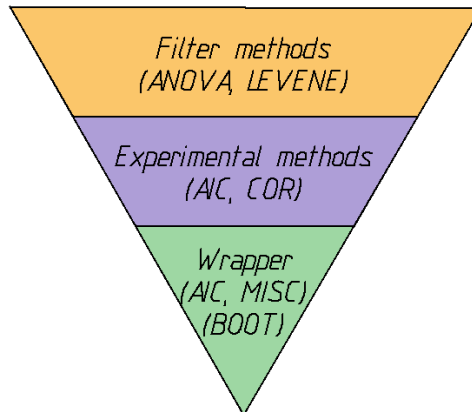 Filter methods
(ANOVA, LEVENE)
Experimental methods
(AIC, COR)
Wrapper
(AIC, MISC)
(BOOT)